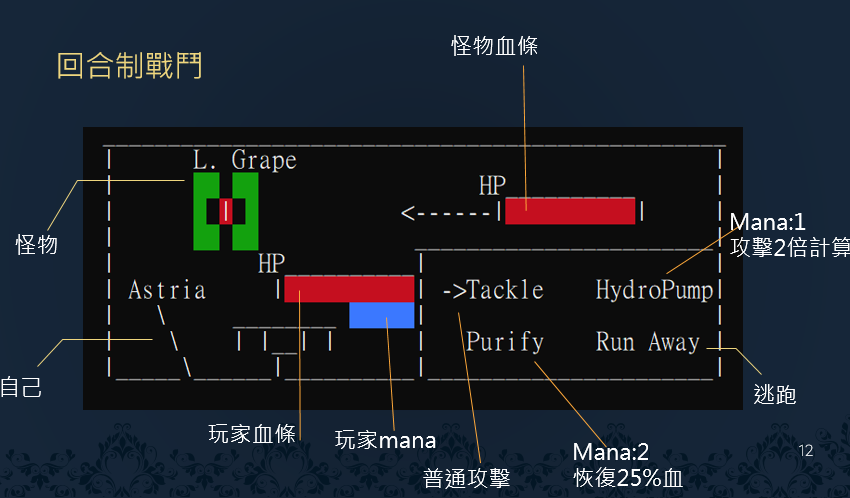 怪物血條
回合制戰鬥
L. Grape
HP
<------
怪物
Mana:1
攻擊2倍計算
HP
Astria
->Tackle
HydroPump
Purify
Run Away
自己
逃跑
玩家血條
玩家mana
普通攻擊
Mana:2
恢復25%血
12